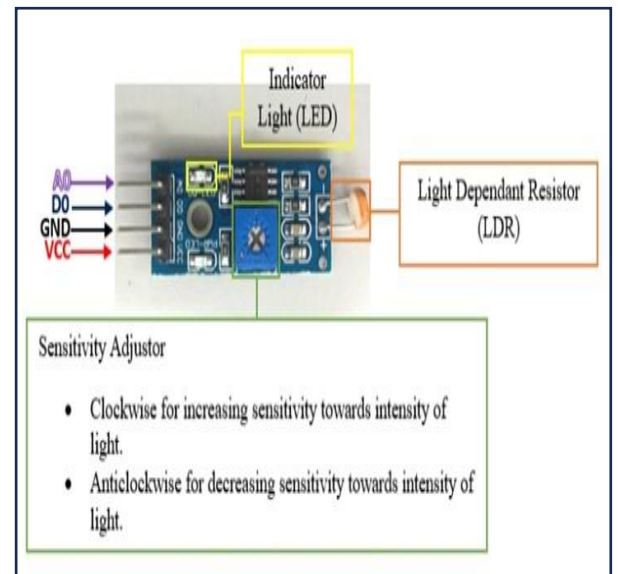 Indicator
Light (LED)
A0
D0
GND
VCC
Light Dependant Resistor
(LDR)
Sensitivity Adjustor
• Clockwise for increasing sensitivity towards intensity of
light.
• Anticlockwise for decreasing sensitivity towards intensity of
light.